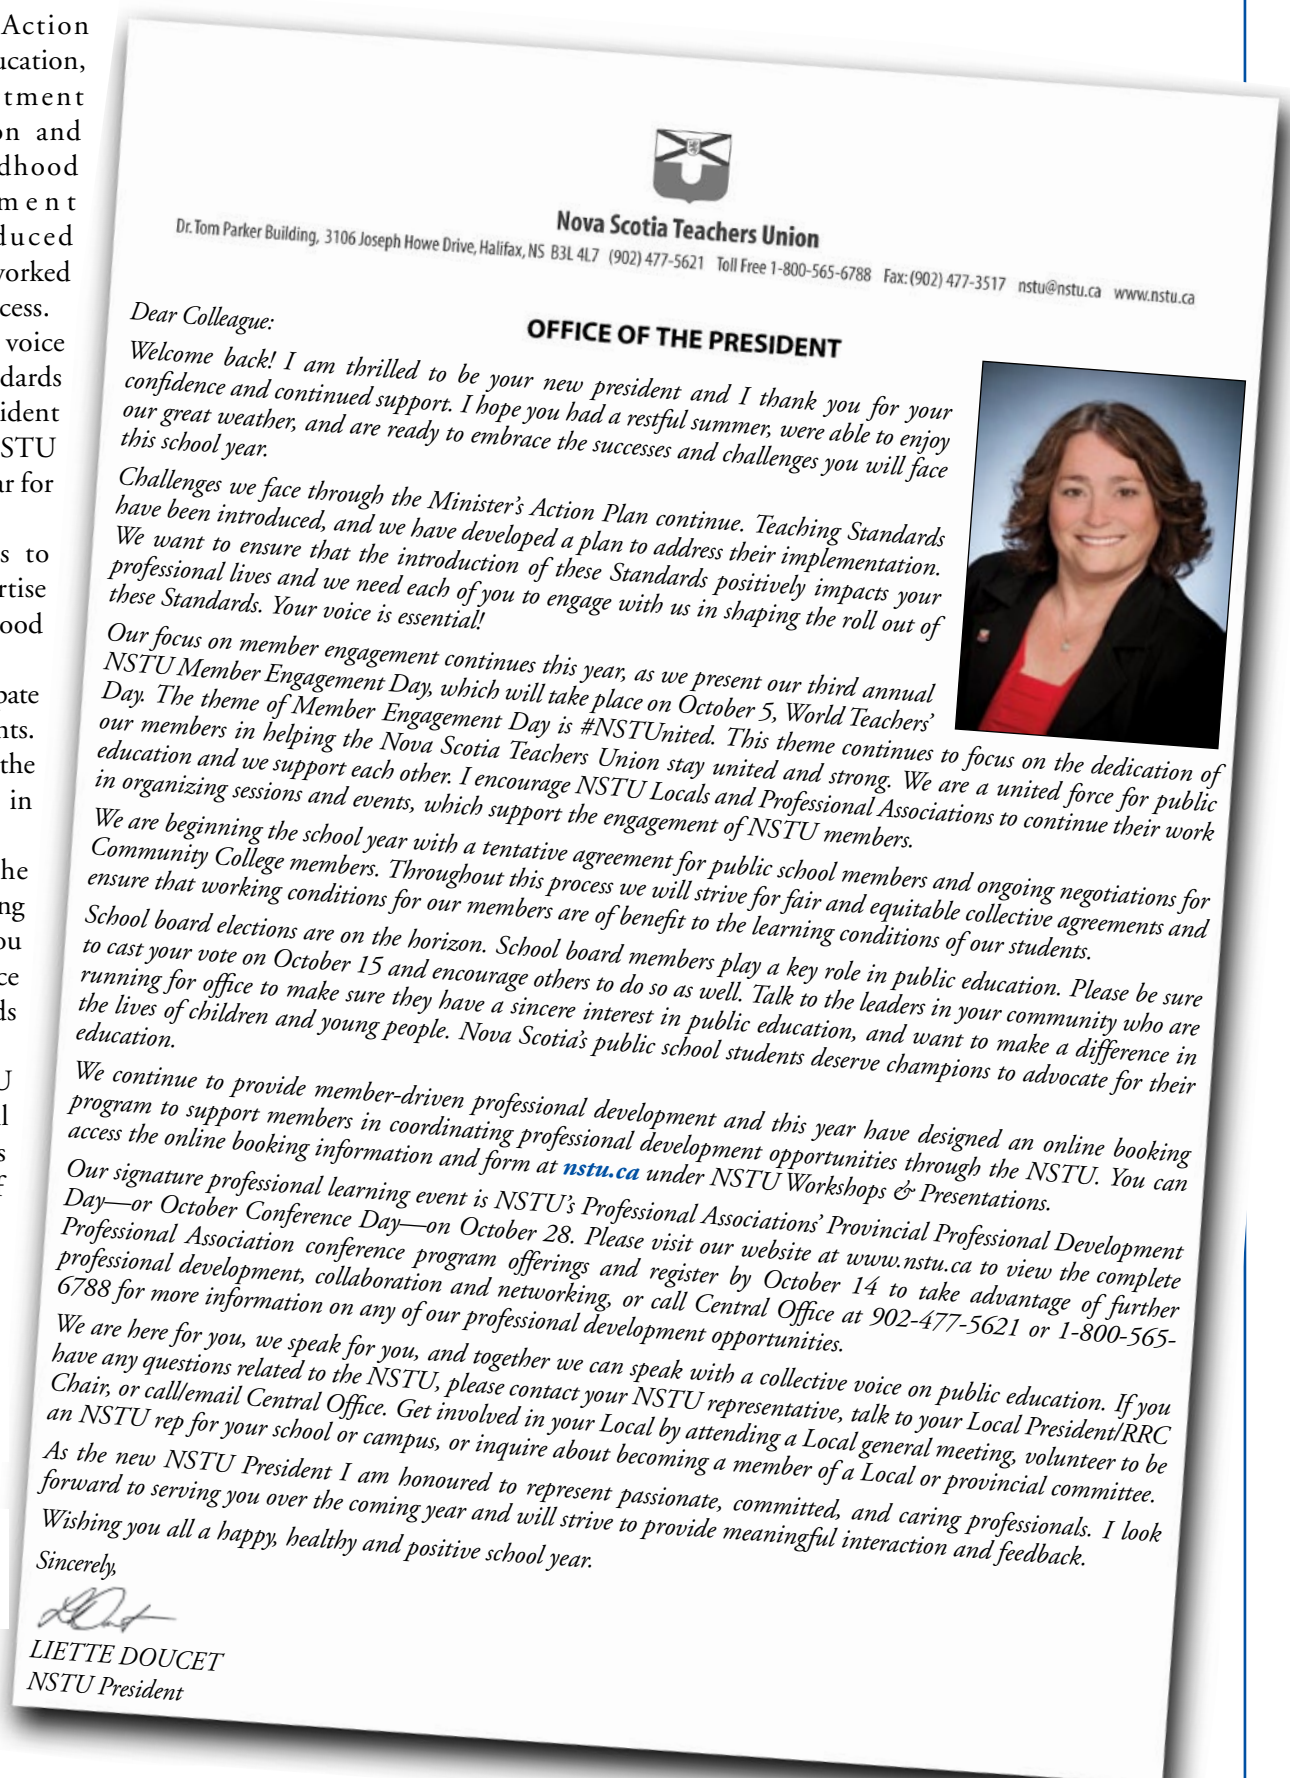 Action
ucation,
tment
on and
dhood
ment
duced
vorked
cess.
voice
dards
ident
STU
ar for
s to
rtise
ood
pate
nts.
the
in
he
ng
ou
ce
ds
U
l
s
f
Nova Scotia Teachers Union
Dr. Tom Parker Building, 3106 Joseph Howe Drive, Halifax, NS B3L 4L7 (902) 477-5621 Toll Free 1-800-565-6788 Fax: (902) 477-3517 nstu@nstu.ca www.nstu.ca
OFFICE OF THE PRESIDENT
Dear Colleague:
Welcome back! I am thrilled to be your new president and I thank you for your
confidence and continued support. I hope you had a restful summer, were able to enjoy
our great weather, and are ready to embrace the successes and challenges you will face
this school year.
Challenges we face through the Minister's Action Plan continue. Teaching Standards
have been introduced, and we have developed a plan to address their implementation.
We want to ensure that the introduction of these Standards positively impacts your
professional lives and we need each of you to engage with us in shaping the roll out of
these Standards. Your voice is essential!
Our focus on member engagement continues this year, as we present our third annual
NSTU Member Engagement Day, which will take place on October 5, World Teachers'
Day. The theme of Member Engagement Day is #NSTUnited. This theme continues to focus on the dedication of
our members in helping the Nova Scotia Teachers Union stay united and strong. We are a united force for public
education and we support each other. I encourage NSTU Locals and Professional Associations to continue their work
in organizing sessions and events, which support the engagement of NSTU members.
We are beginning the school year with a tentative agreement for public school members and ongoing negotiations for
Community College members. Throughout this process we will strive for fair and equitable collective agreements and
ensure that working conditions for our members are of benefit to the learning conditions of our students.
School board elections are on the horizon. School board members play a key role in public education. Please be sure
to cast your vote on October 15 and encourage others to do so as well. Talk to the leaders in your community who are
running for office to make sure they have a sincere interest in public education, and want to make a difference in
the lives of children and young people. Nova Scotia's public school students deserve champions to advocate for their
education.
We continue to provide member-driven professional development and this year have designed an online booking
program to support members in coordinating professional development opportunities through the NSTU. You can
access the online booking information and form at nstu.ca under NSTU Workshops & Presentations.
Our signature professional learning event is NSTU's Professional Associations' Provincial Professional Development
Day—or October Conference Day—on October 28. Please visit our website at www.nstu.ca to view the complete
Professional Association conference program offerings and register by October 14 to take advantage of further
professional development, collaboration and networking, or call Central Office at 902-477-5621 or 1-800-565-
6788 for more information on any of our professional development opportunities.
We are here for you, we speak for you, and together we can speak with a collective voice on public education. If you
have any questions related to the NSTU, please contact your NSTU representative, talk to your Local President/RRC
Chair, or call/email Central Office. Get involved in your Local by attending a Local general meeting, volunteer to be
an NSTU rep for your school or campus, or inquire about becoming a member of a Local or provincial committee.
As the new NSTU President I am honoured to represent passionate, committed, and caring professionals. I look
forward to serving you over the coming year and will strive to provide meaningful interaction and feedback.
Wishing you all a happy, healthy and positive school year.
Sincerely,
LIETTE DOUCET
NSTU President